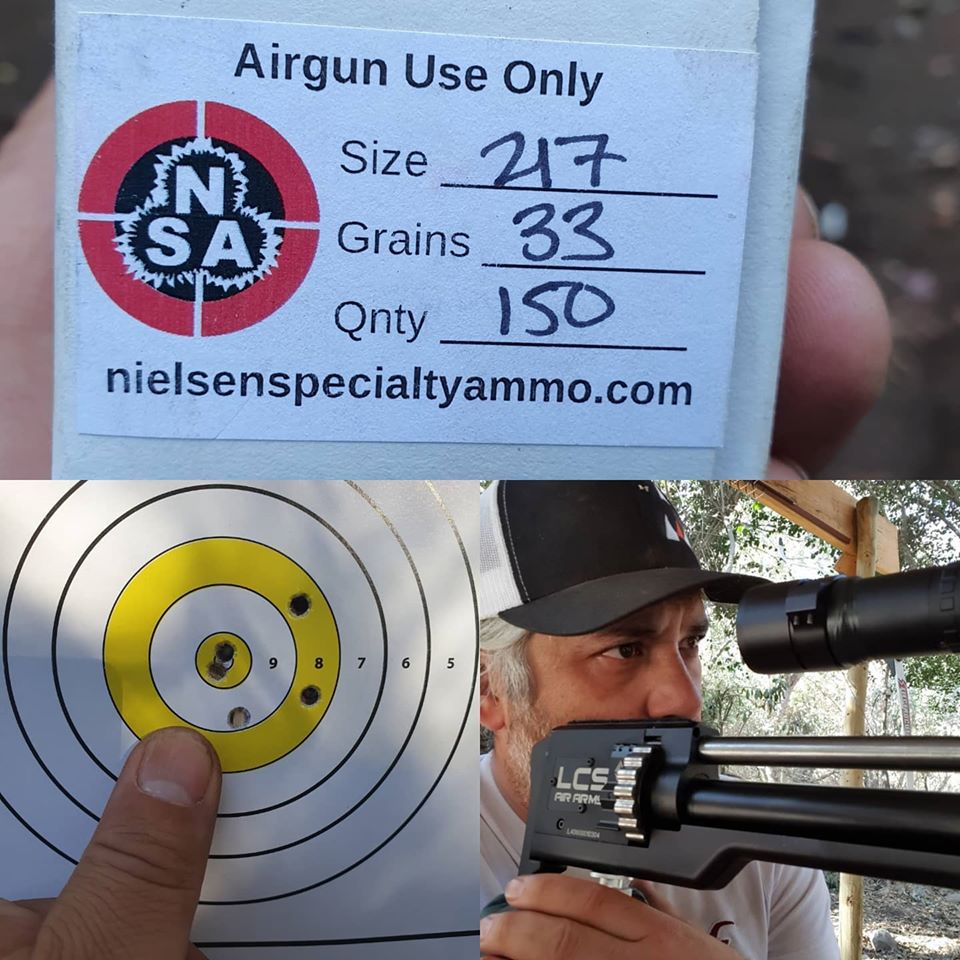 Airgun Use Only
NSA
Size 217
Grains 33
Qnty 150
nielsenspecialtyammo.com
9 8 7 6 5
LCS
AIR ARMS